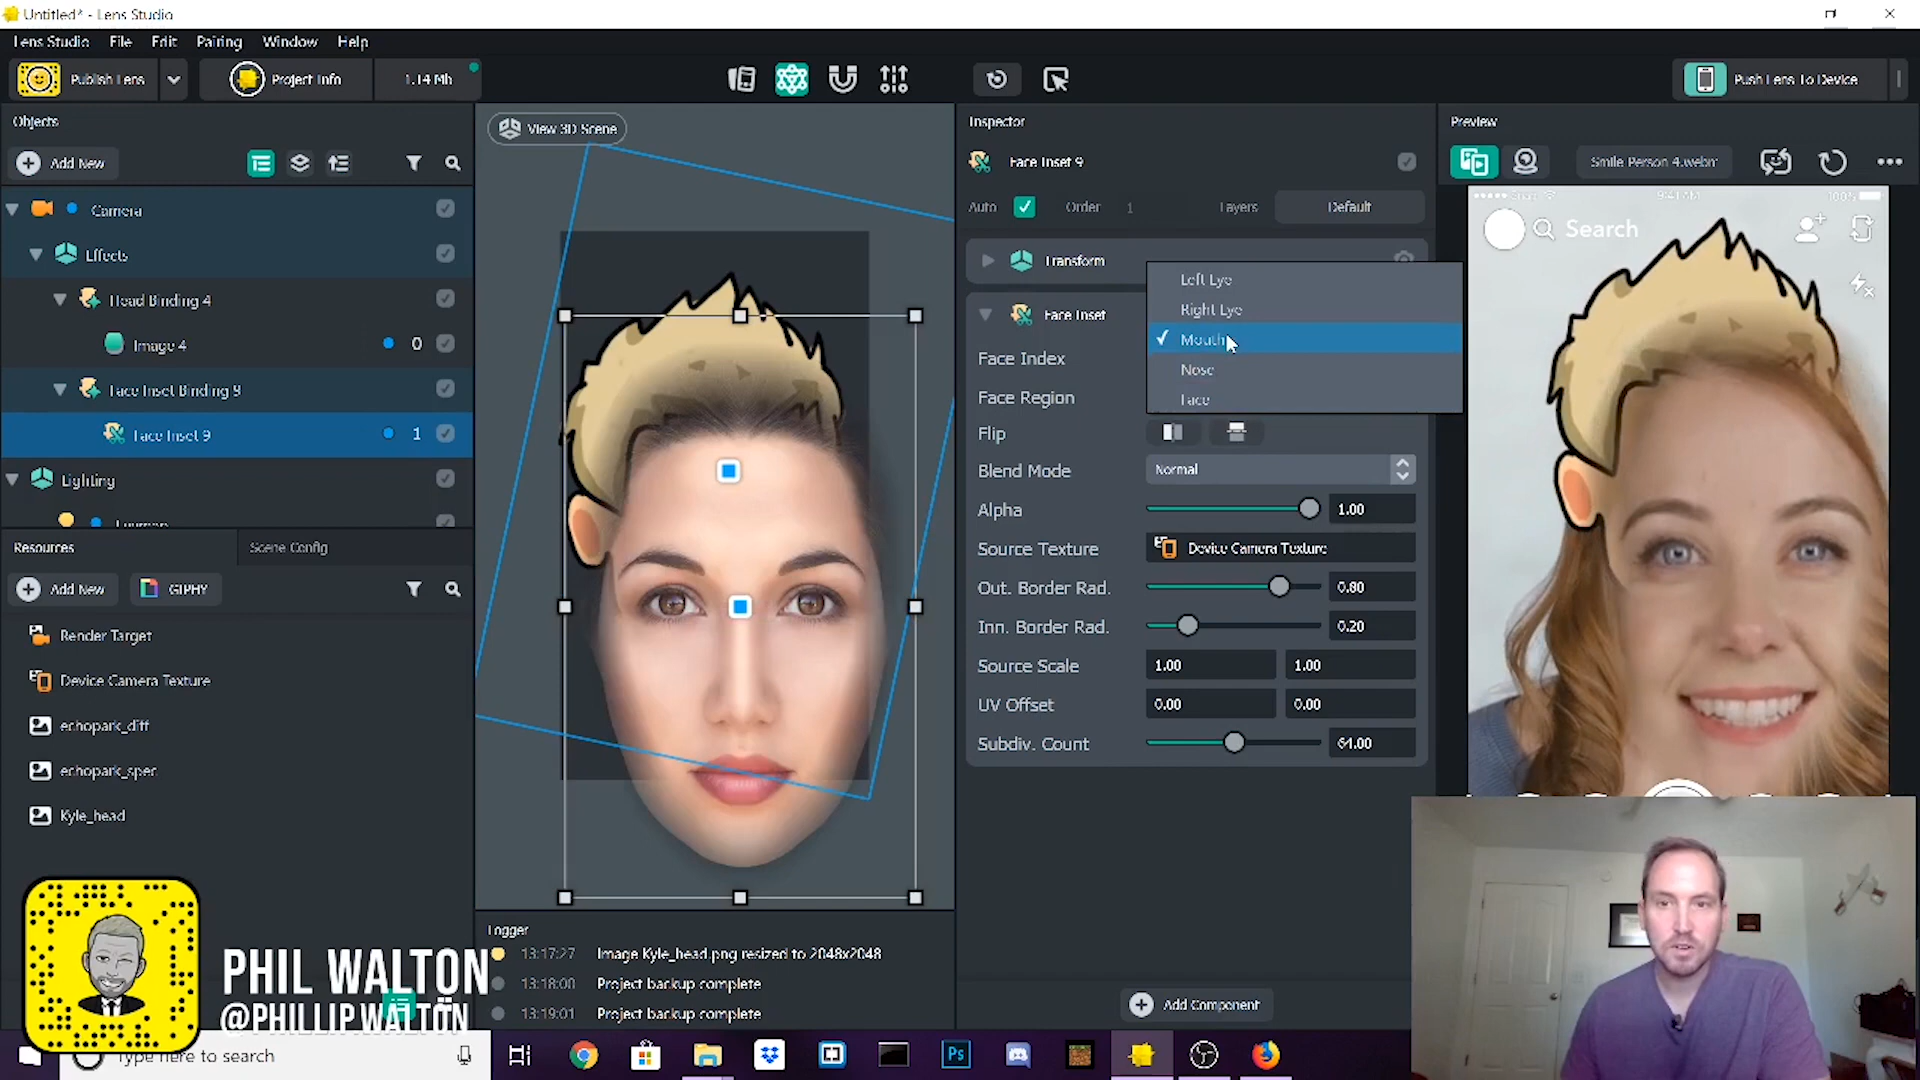 Untitled* - Lens Studio
Lens Studio File Edit Pairing Window Help
Publish Lens Project Info 1.14 Mb Push Lens To Device
Objects
View 3D Scene
Inspector
Preview
Add New
Face Inset 9
Smile Person 4.webm
Camera
Auto Order 1 Layers Default
9:41 AM 100%
Search
Effects
Transform
Head Binding 4
Left Eye
Right Eye
Mouth
Nose
Face
Face Inset
Image 4 0
Face Index
Face Inset Binding 9
Face Region
Face Inset 9 1
Flip
Lighting
Blend Mode Normal
Alpha 1.00
Resources Scene Config
Source Texture Device Camera Texture
Add New GIPHY
Out. Border Rad. 0.80
Render Target
Inn. Border Rad. 0.20
Device Camera Texture
Source Scale 1.00 1.00
echopark_diff
UV Offset 0.00 0.00
echopark_spec
Subdiv. Count 64.00
Kyle_head
Logger
13:17:27 Image Kyle_head.png resized to 2048x2048
13:18:00 Project backup complete
13:19:01 Project backup complete
Add Component
PHIL WALTON
@PHILLIP.WALTON
Type here to search
Ps